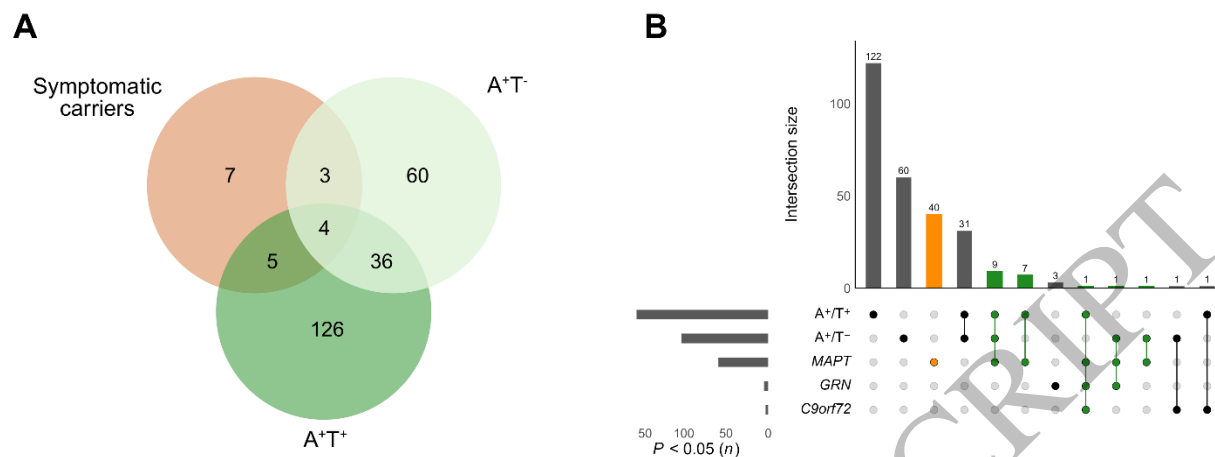 A
Symptomatic
carriers
A⁺T⁻
7
3
60
4
5
36
126
A⁺T⁺
B
Intersection size
100
50
0
122
60
40
31
9
7
3
1
1
1
1
1
A⁺/T⁺
A⁺/T⁻
MAPT
GRN
C9orf72
50
100
50
0
P < 0.05 (n)
CRIPT